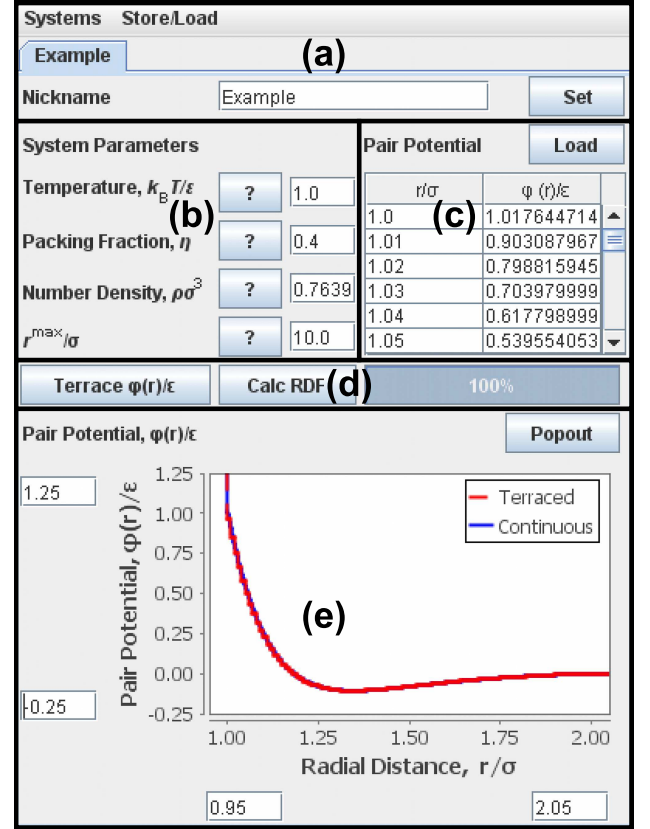 Systems Store/Load
Example
(a)
Nickname Example Set
System Parameters
Temperature, k_BT/ε ? 1.0
(b)
Packing Fraction, η ? 0.4
Number Density, ρσ³ ? 0.7639
r^max/σ ? 10.0
Pair Potential Load
r/σ φ (r)/ε
(c)
1.0 1.017644714
1.01 0.903087967
1.02 0.798815945
1.03 0.703979999
1.04 0.617798999
1.05 0.539554053
Terrace φ(r)/ε Calc RDF (d) 100%
Pair Potential, φ(r)/ε Popout
1.25
-0.25
Pair Potential, φ(r)/ε
1.25
1.00
0.75
0.50
0.25
0.00
-0.25
Terraced
Continuous
(e)
1.00 1.25 1.50 1.75 2.00
Radial Distance, r/σ
0.95 2.05